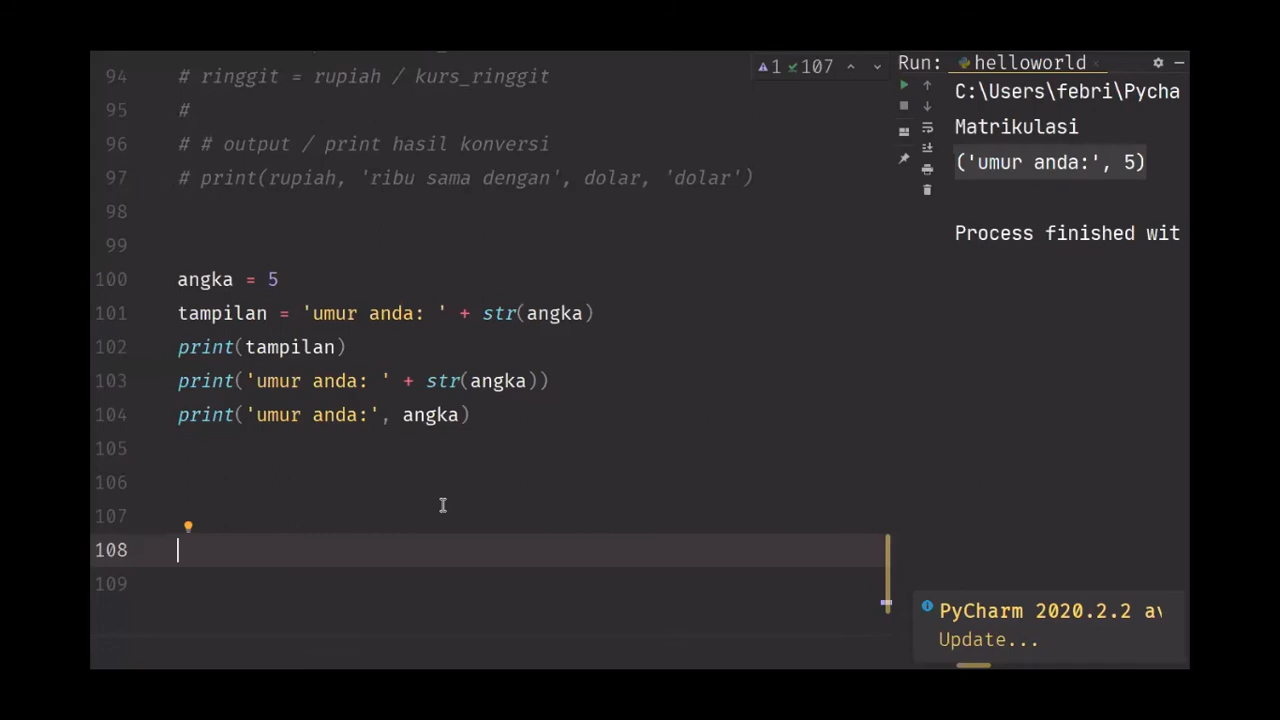 94 # ringgit = rupiah / kurs_ringgit
95 #
96 # # output / print hasil konversi
97 # print(rupiah, 'ribu sama dengan', dolar, 'dolar')
98
99
100 angka = 5
101 tampilan = 'umur anda: ' + str(angka)
102 print(tampilan)
103 print('umur anda: ' + str(angka))
104 print('umur anda:', angka)
105
106
107
108
109
1 107
Run: helloworld
C:\Users\febri\Pycha
Matrikulasi
('umur anda:', 5)
Process finished wit
PyCharm 2020.2.2 av
Update...